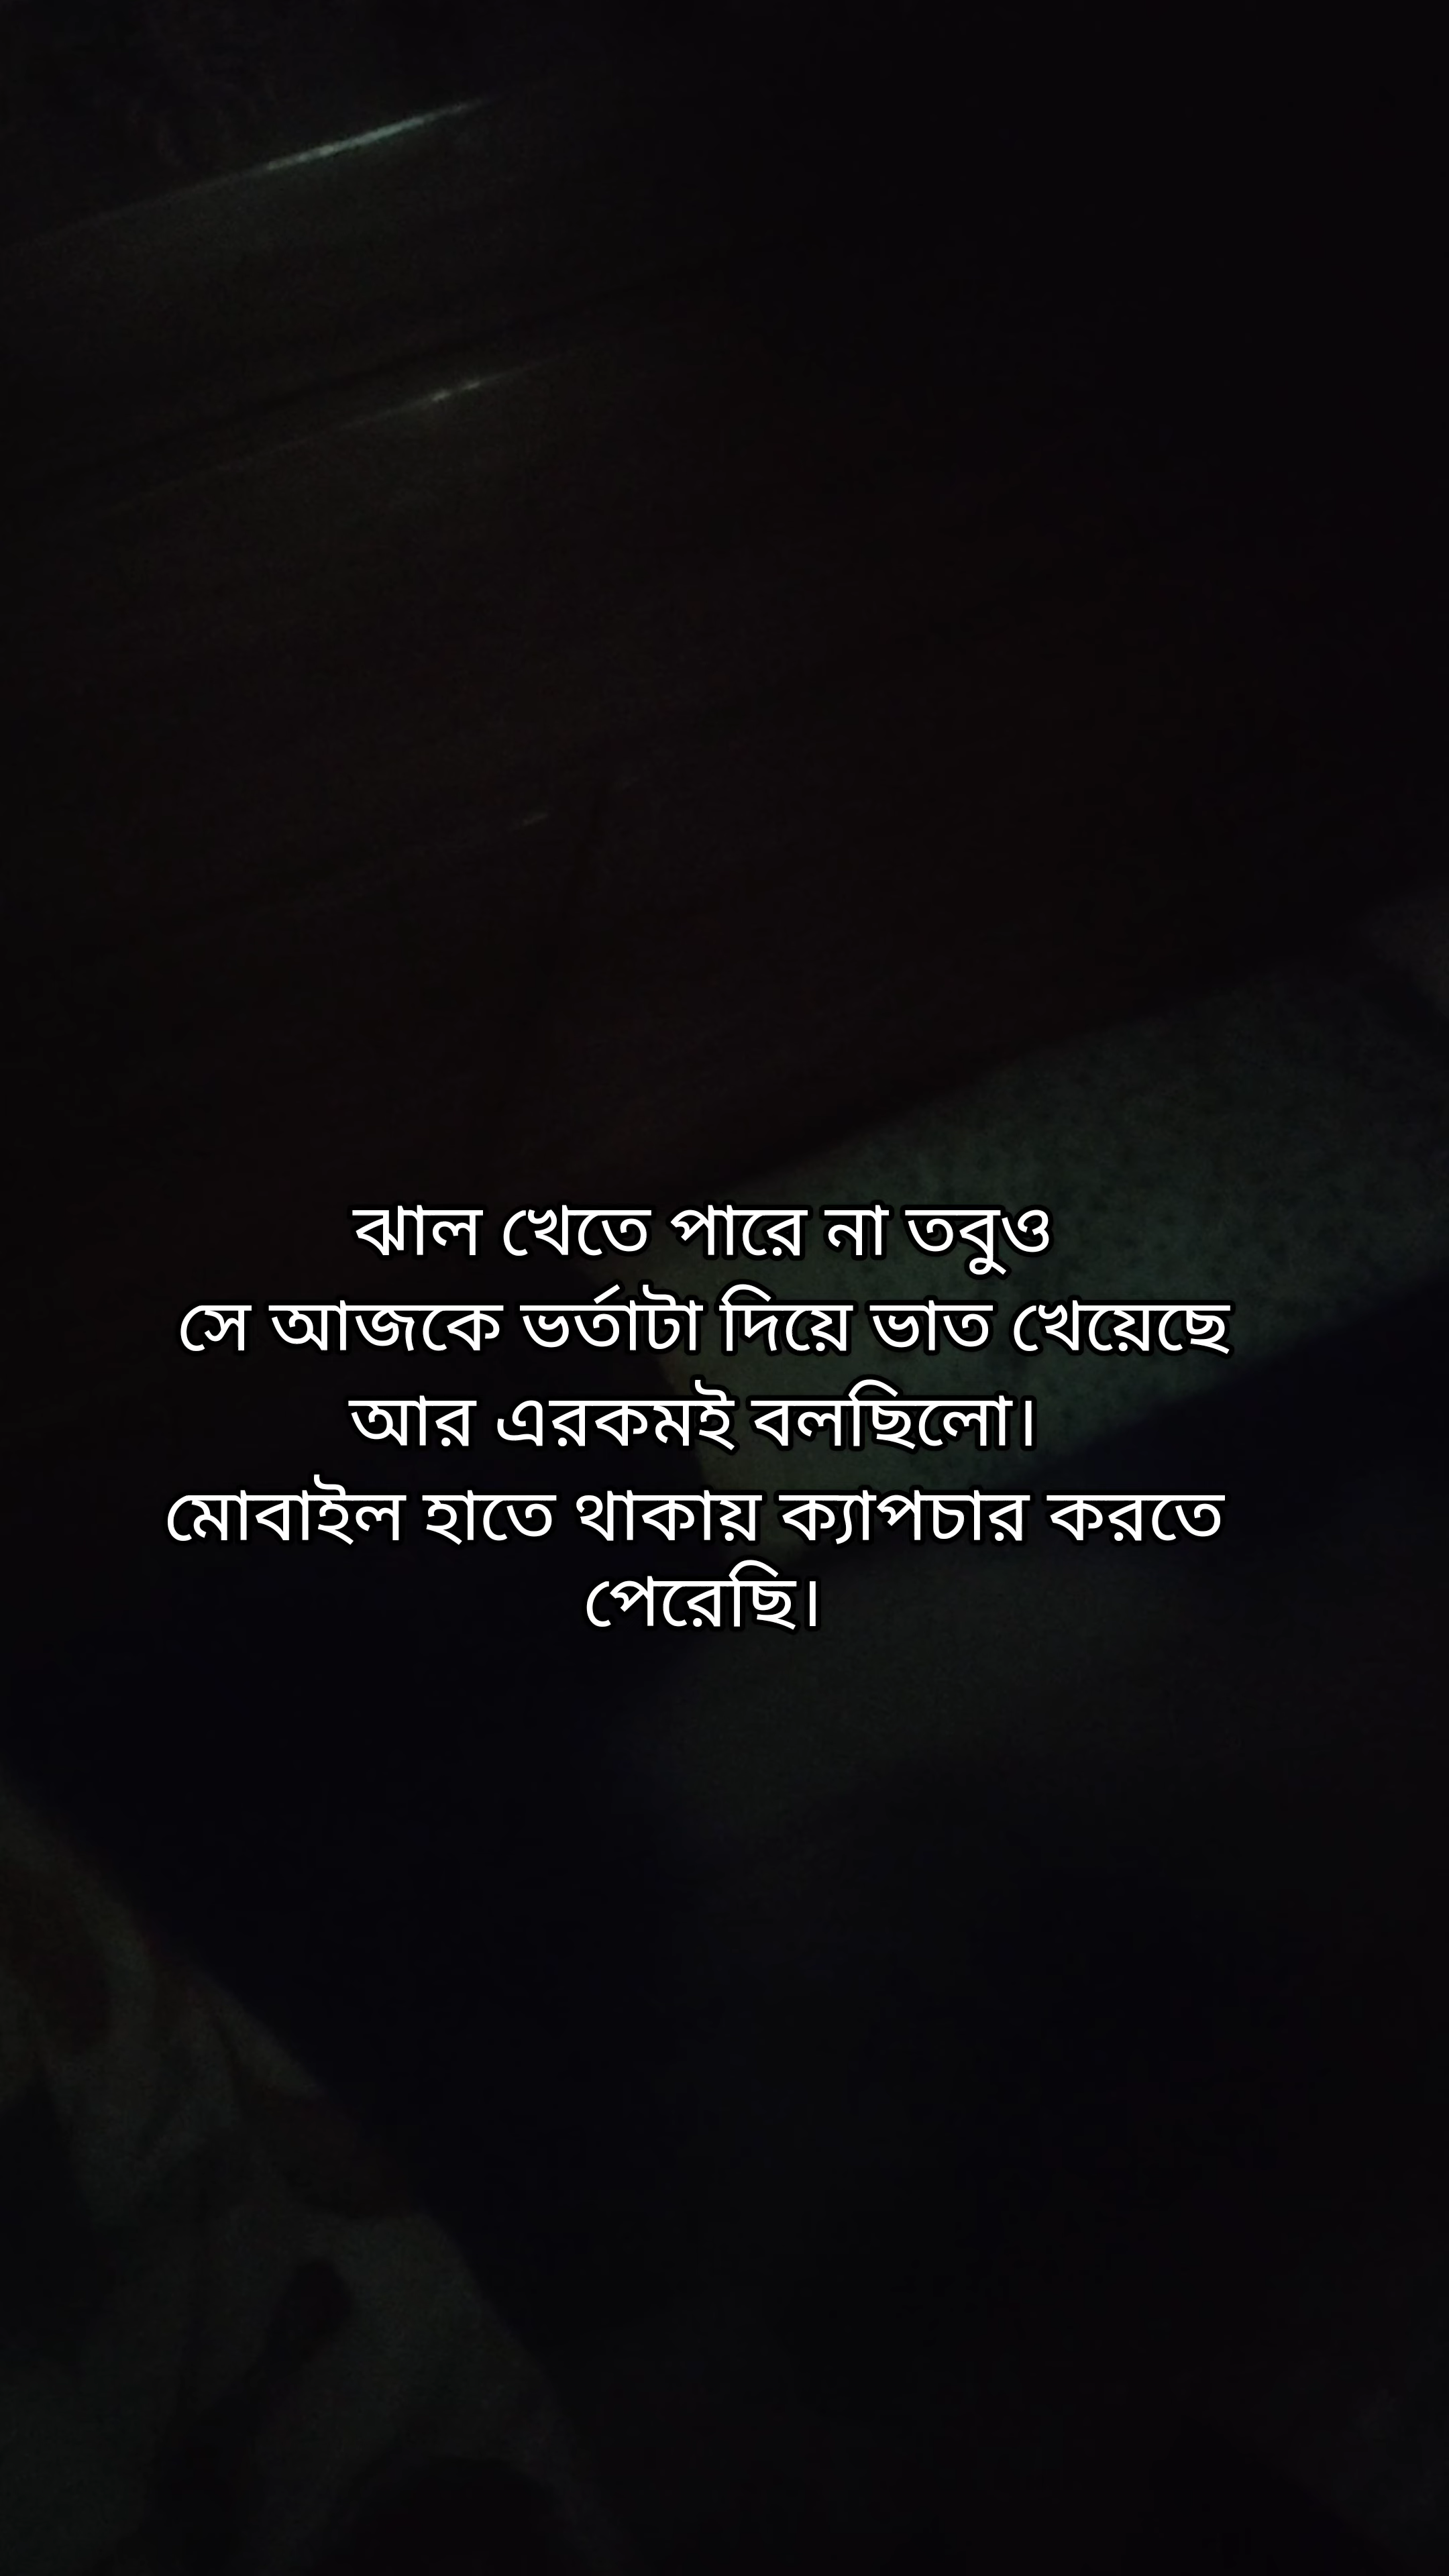 ঝাল খেতে পারে না তবুও
সে আজকে ভর্তাটা দিয়ে ভাত খেয়েছে
আর এরকমই বলছিলো।
মোবাইল হাতে থাকায় ক্যাপচার করতে
পেরেছি।